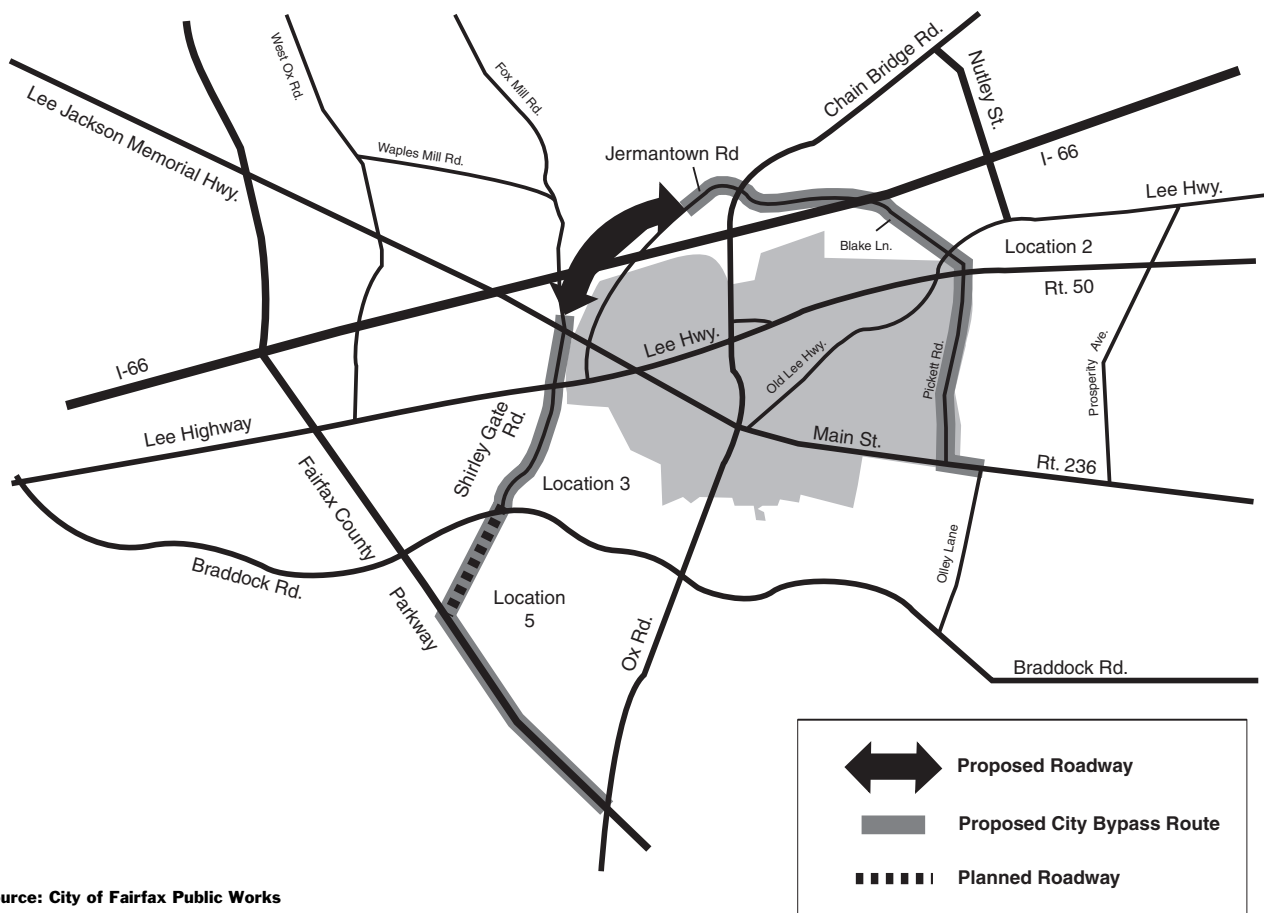 West Ox Rd.
Fox Mill Rd.
Chain Bridge Rd.
Nutley St.
Lee Jackson Memorial Hwy.
Waples Mill Rd.
Jermantown Rd
I- 66
Lee Hwy.
Blake Ln.
Location 2
Rt. 50
I-66
Lee Hwy.
Old Lee Hwy.
Pickett Rd.
Prosperity Ave.
Lee Highway
Shirley Gate
Rd.
Main St.
Rt. 236
Fairfax County
Parkway
Location 3
Braddock Rd.
Olley Lane
Location
5
Ox Rd.
Braddock Rd.
Proposed Roadway
Proposed City Bypass Route
Planned Roadway
urce: City of Fairfax Public Works